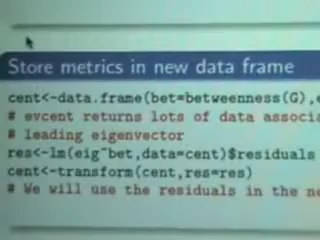 Store metrics in new data frame
cent<-data.frame(bet=betweenness(G),e
# evcent returns lots of data associa
# leading eigenvector
res<-lm(eig~bet,data=cent)$residuals
cent<-transform(cent,res=res)
# We will use the residuals in the ne